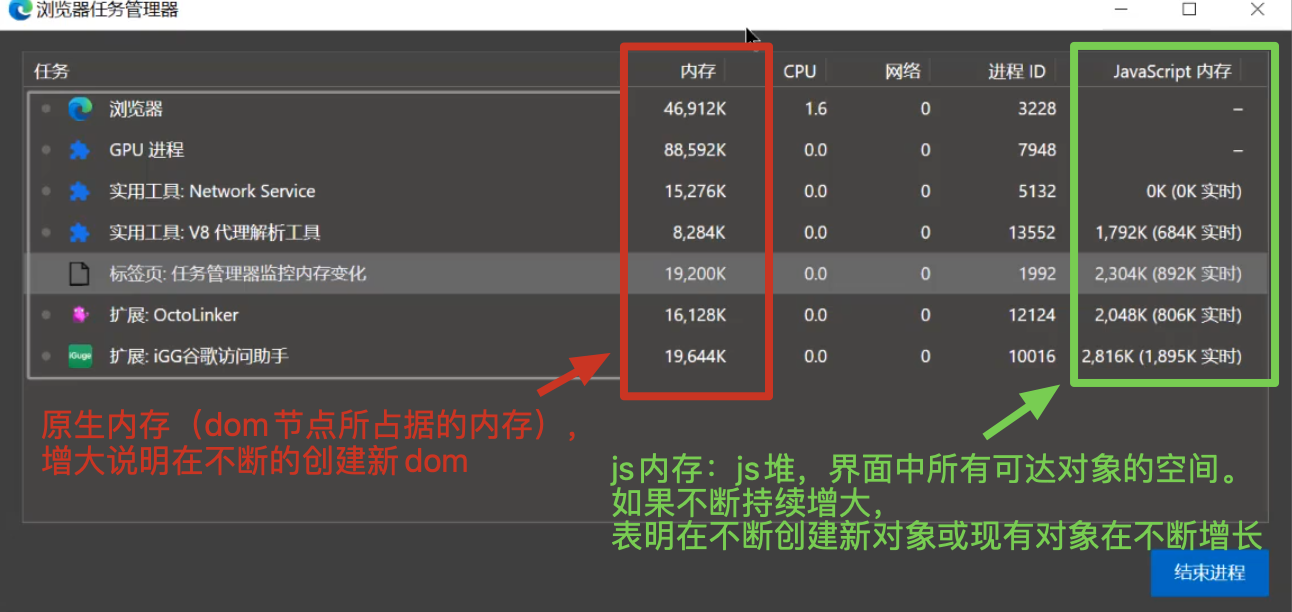 浏览器任务管理器
任务 内存 CPU 网络 进程 ID JavaScript 内存
浏览器 46,912K 1.6 0 3228 –
GPU 进程 88,592K 0.0 0 7948 –
实用工具: Network Service 15,276K 0.0 0 5132 0K (0K 实时)
实用工具: V8 代理解析工具 8,284K 0.0 0 13552 1,792K (684K 实时)
标签页: 任务管理器监控内存变化 19,200K 0.0 0 1992 2,304K (892K 实时)
扩展: OctoLinker 16,128K 0.0 0 12124 2,048K (806K 实时)
iGuge 扩展: iGG谷歌访问助手 19,644K 0.0 0 10016 2,816K (1,895K 实时)
原生内存（dom节点所占据的内存），
增大说明在不断的创建新dom
js内存：js堆，界面中所有可达对象的空间。
如果不断持续增大，
表明在不断创建新对象或现有对象在不断增长
结束进程